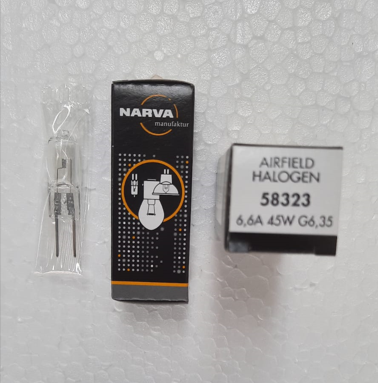 NARVA
manufaktur
AIRFIELD
HALOGEN
58323
6,6A 45W G6,35